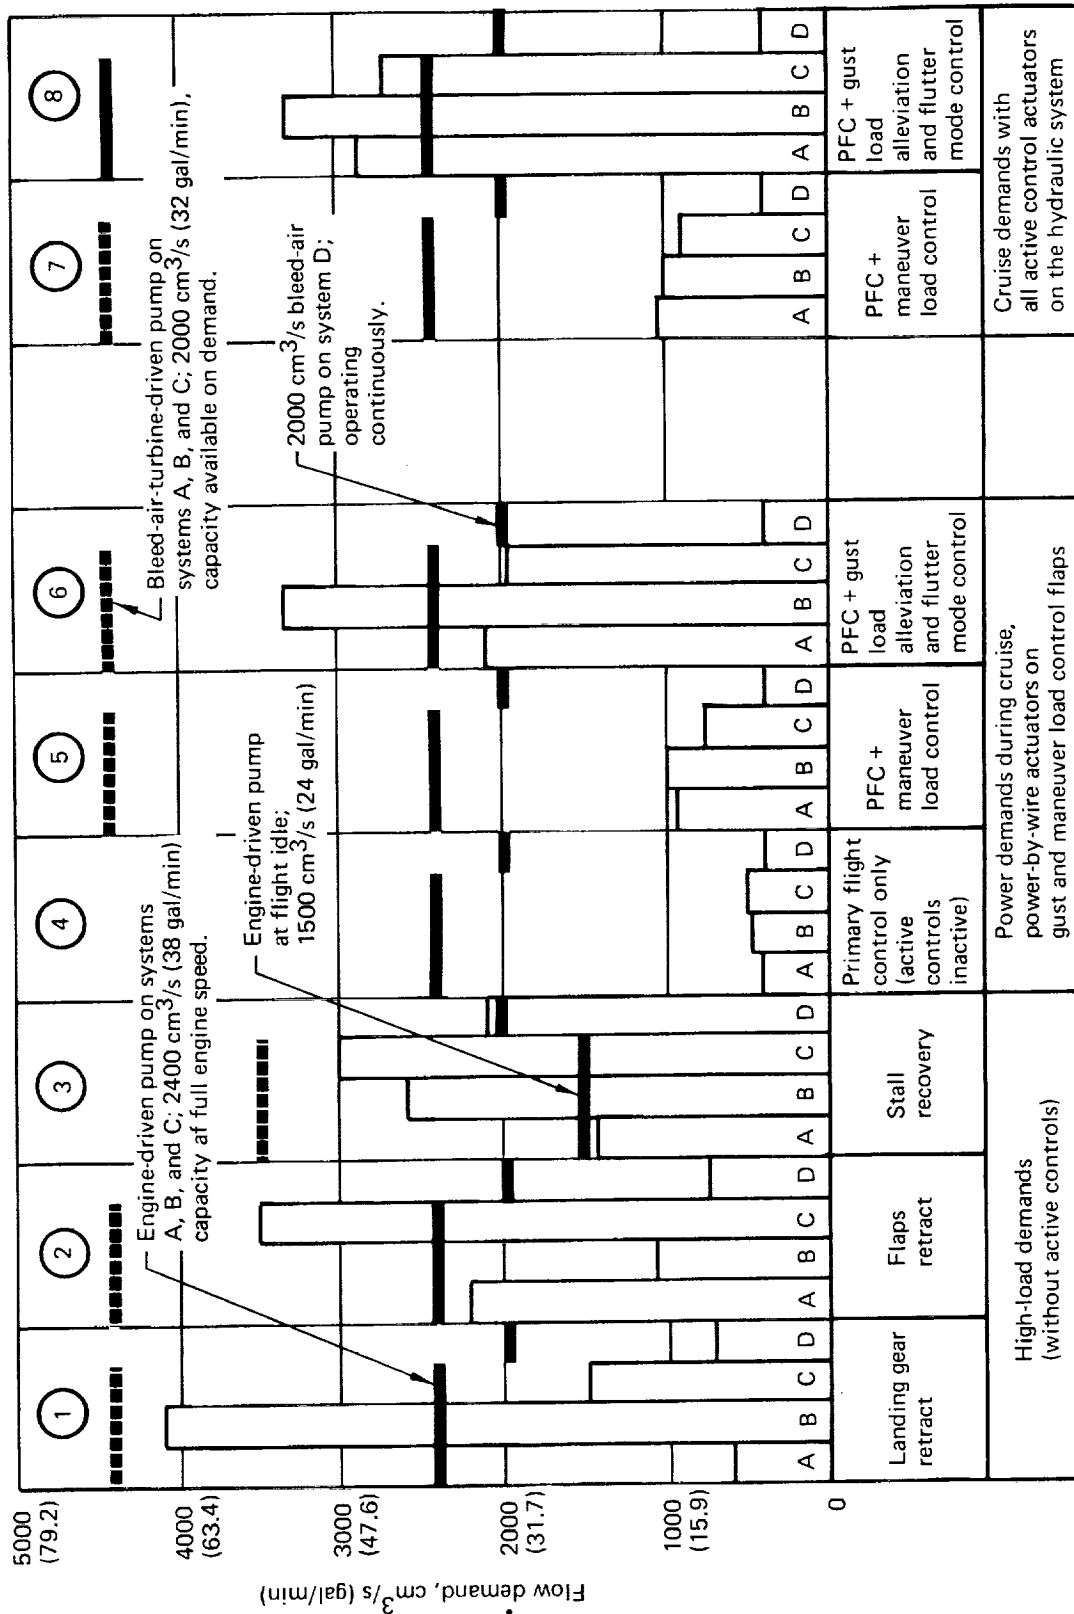 Flow demand, cm³/s (gal/min)
5000
(79.2)
4000
(63.4)
3000
(47.6)
2000
(31.7)
1000
(15.9)
0
1
2
3
4
5
6
7
8
Engine-driven pump on systems
A, B, and C; 2400 cm³/s (38 gal/min)
capacity af full engine speed.
Engine-driven pump
at flight idle;
1500 cm³/s (24 gal/min)
Bleed-air-turbine-driven pump on
systems A, B, and C; 2000 cm³/s (32 gal/min),
capacity available on demand.
2000 cm³/s bleed-air
pump on system D;
operating
continuously.
A B C D
A B C D
A B C D
A B C D
A B C D
A B C D
A B C D
A B C D
Landing gear
retract
Flaps
retract
Stall
recovery
Primary flight
control only
(active
controls
inactive)
PFC +
maneuver
load control
PFC + gust
load
alleviation
and flutter
mode control
PFC +
maneuver
load control
PFC + gust
load
alleviation
and flutter
mode control
High-load demands
(without active controls)
Power demands during cruise,
power-by-wire actuators on
gust and maneuver load control flaps
Cruise demands with
all active control actuators
on the hydraulic system